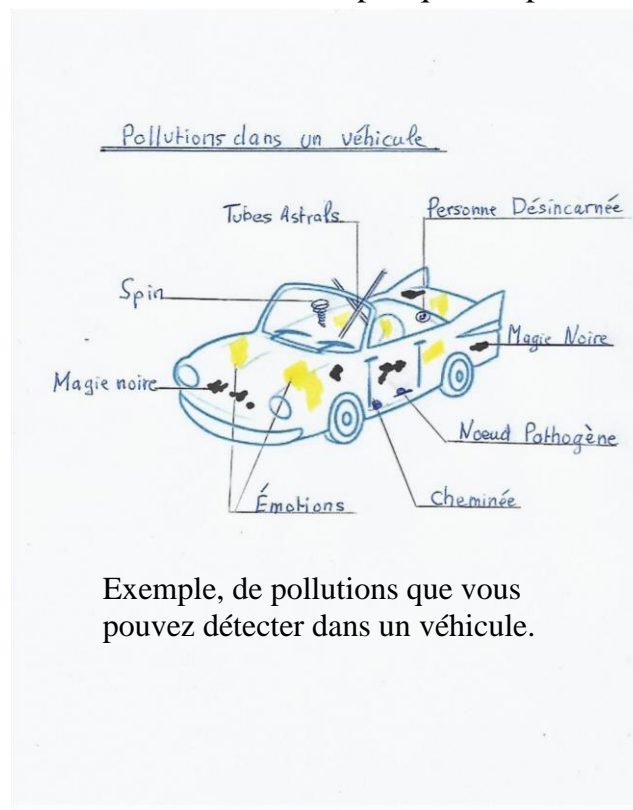 Pollutions dans un véhicule
Tubes Astrals
Personne Désincarnée
Spin
Magie Noire
Magie noire
Noeud Pathogène
Émotions
Cheminée
Exemple, de pollutions que vous
pouvez détecter dans un véhicule.